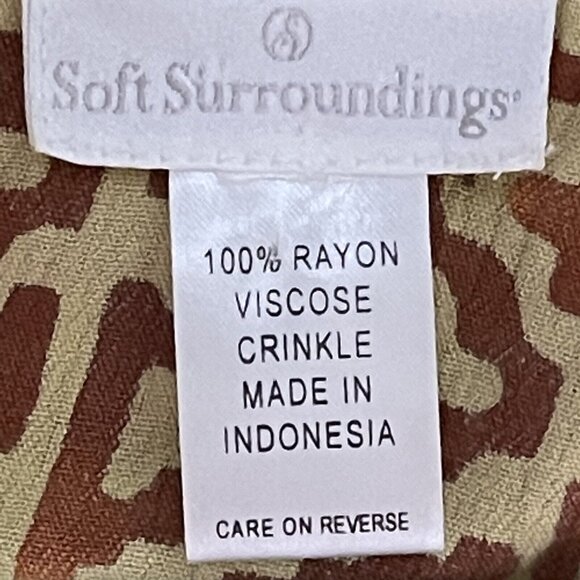 S
Soft Surroundings®
100% RAYON
VISCOSE
CRINKLE
MADE IN
INDONESIA
CARE ON REVERSE